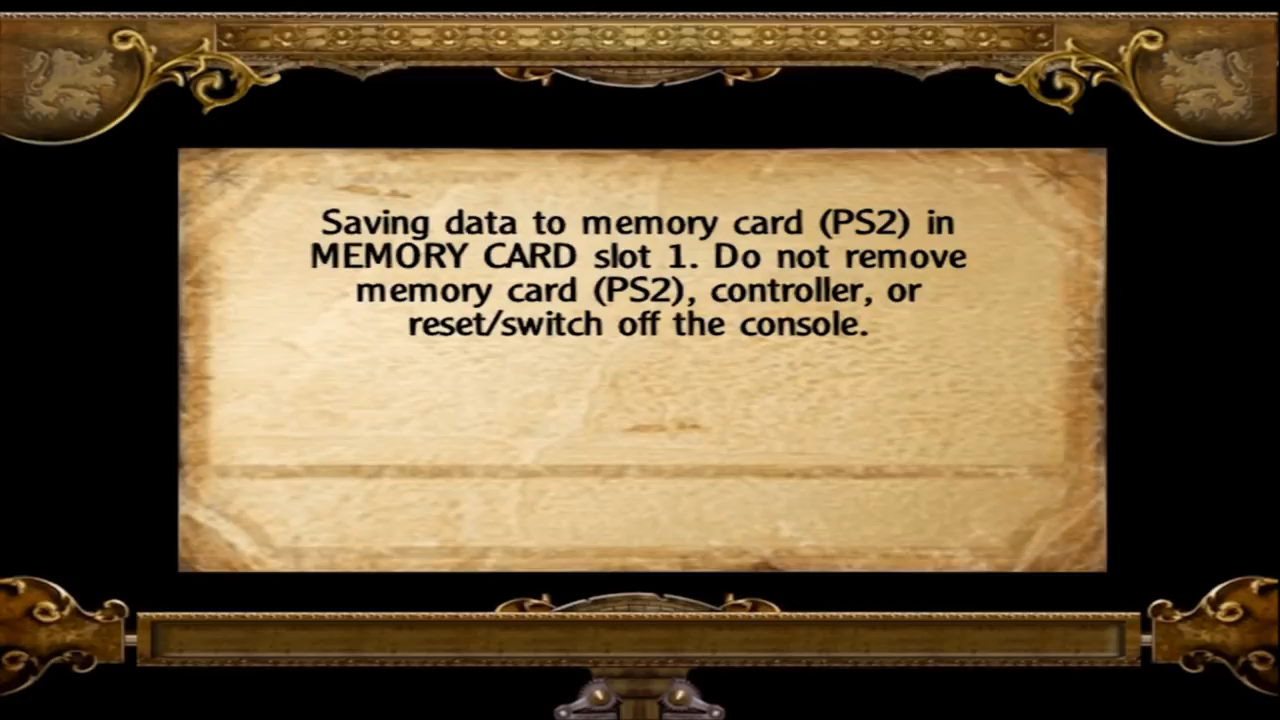 Saving data to memory card (PS2) in
MEMORY CARD slot 1. Do not remove
memory card (PS2), controller, or
reset/switch off the console.